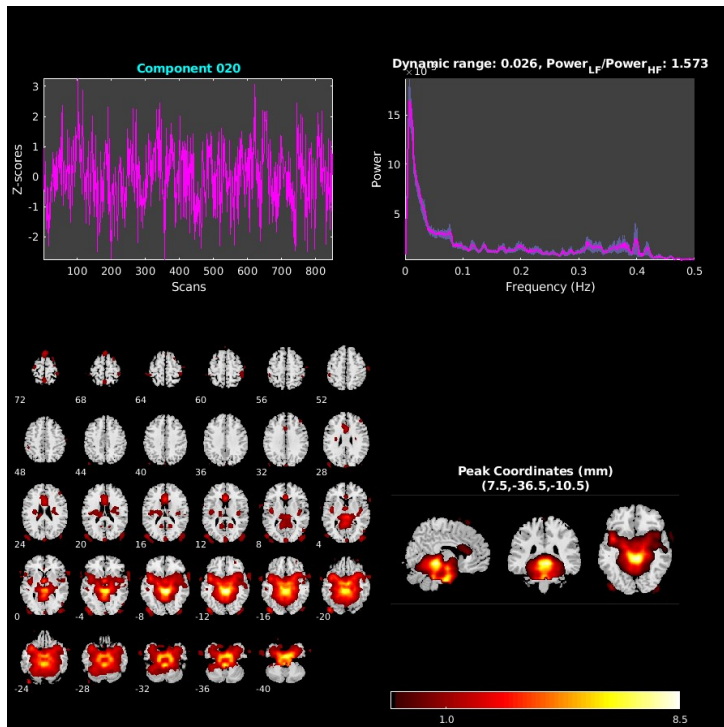 Component 020
3
2
1
0
-1
-2
Z-scores
100 200 300 400 500 600 700 800
Scans
Dynamic range: 0.026, Power_LF/Power_HF: 1.573
15
10
5
Power
0 0.1 0.2 0.3 0.4 0.5
Frequency (Hz)
72 68 64 60 56 52
48 44 40 36 32 28
24 20 16 12 8 4
0 -4 -8 -12 -16 -20
-24 -28 -32 -36 -40
Peak Coordinates (mm)
(7.5,-36.5,-10.5)
1.0 8.5